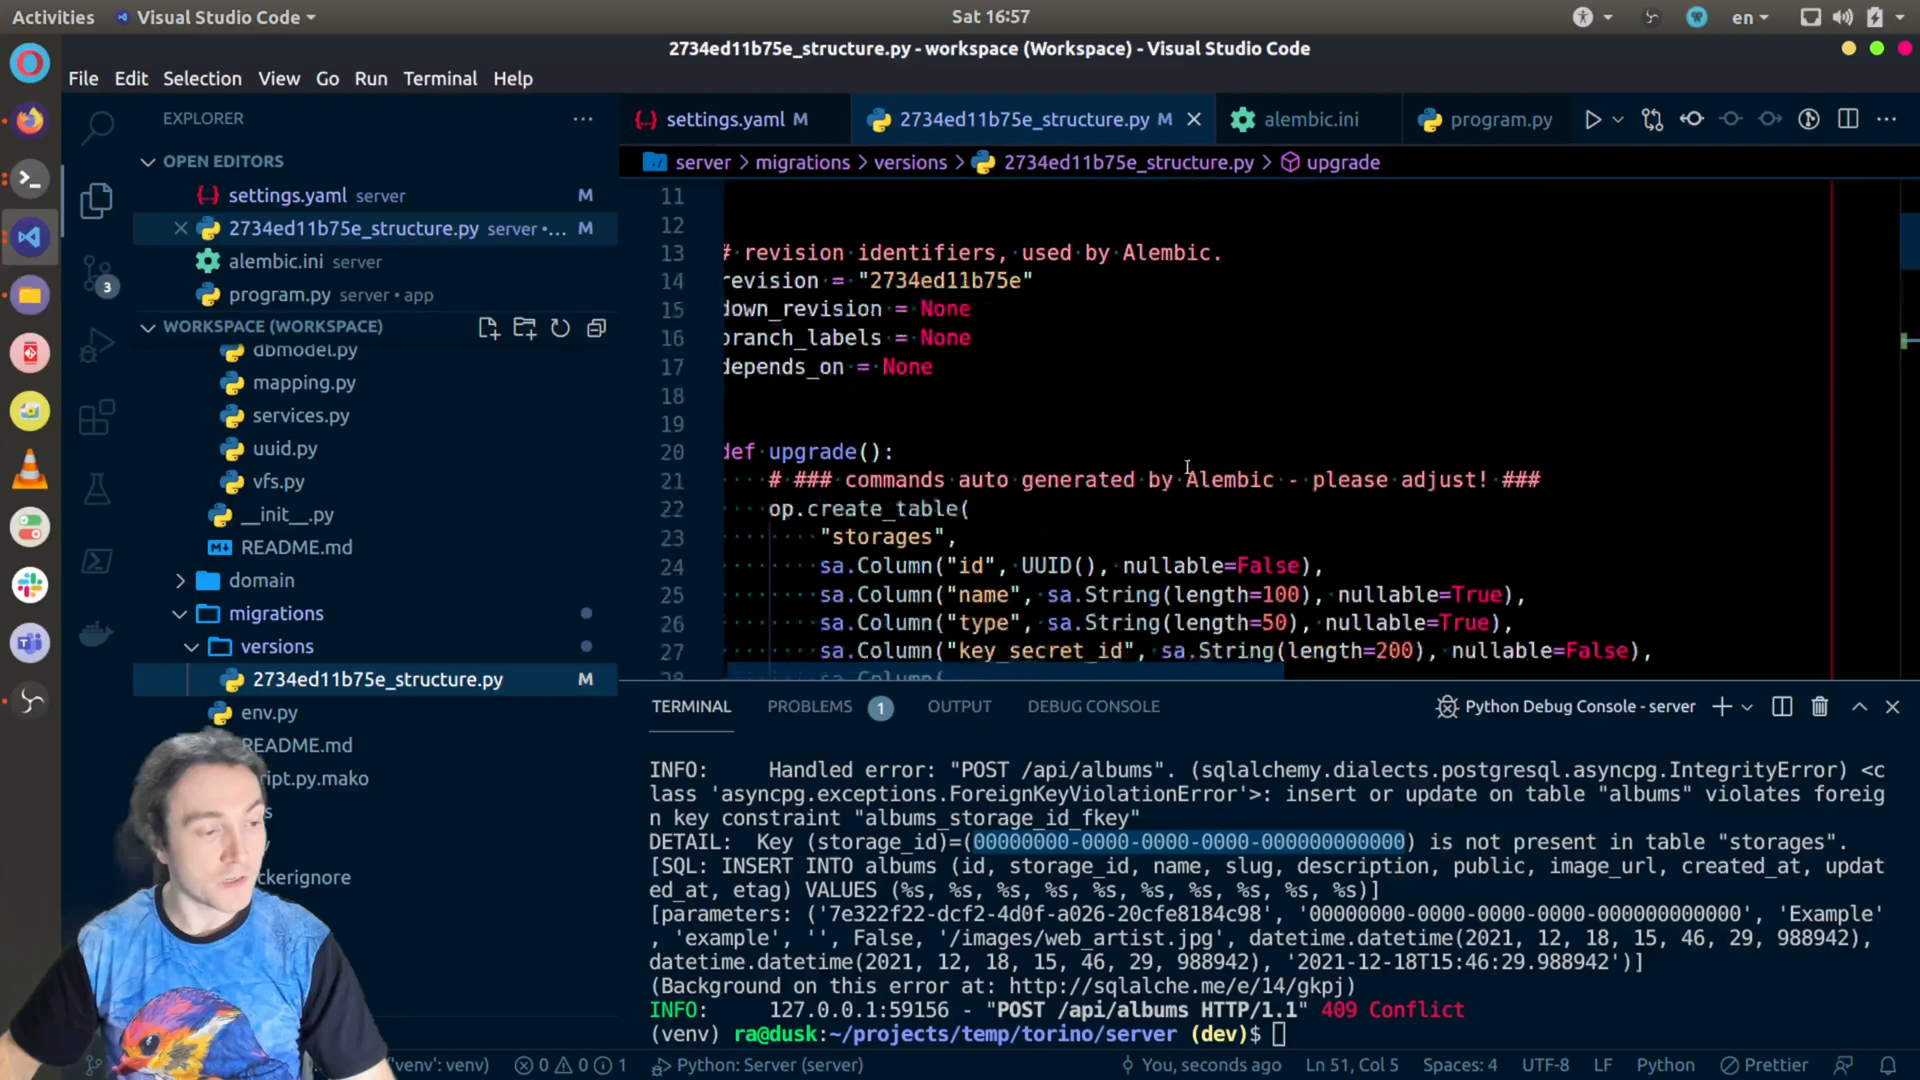 Activities
Visual Studio Code
Sat 16:57
en
2734ed11b75e_structure.py - workspace (Workspace) - Visual Studio Code
File Edit Selection View Go Run Terminal Help
EXPLORER
OPEN EDITORS
settings.yaml server M
2734ed11b75e_structure.py server •... M
alembic.ini server
program.py server • app
WORKSPACE (WORKSPACE)
dbmodel.py
mapping.py
services.py
uuid.py
vfs.py
__init__.py
README.md
domain
migrations
versions
2734ed11b75e_structure.py M
env.py
README.md
ript.py.mako
ckerignore
3
settings.yaml M
2734ed11b75e_structure.py M
alembic.ini
program.py
server > migrations > versions > 2734ed11b75e_structure.py > upgrade
11
12
13 # revision identifiers, used by Alembic.
14 revision = "2734ed11b75e"
15 down_revision = None
16 branch_labels = None
17 depends_on = None
18
19
20 def upgrade():
21 # ### commands auto generated by Alembic - please adjust! ###
22 op.create_table(
23 "storages",
24 sa.Column("id", UUID(), nullable=False),
25 sa.Column("name", sa.String(length=100), nullable=True),
26 sa.Column("type", sa.String(length=50), nullable=True),
27 sa.Column("key_secret_id", sa.String(length=200), nullable=False),
28 sa.Column(
TERMINAL PROBLEMS 1 OUTPUT DEBUG CONSOLE
Python Debug Console - server
INFO: Handled error: "POST /api/albums". (sqlalchemy.dialects.postgresql.asyncpg.IntegrityError) <c
lass 'asyncpg.exceptions.ForeignKeyViolationError'>: insert or update on table "albums" violates foreig
n key constraint "albums_storage_id_fkey"
DETAIL: Key (storage_id)=(00000000-0000-0000-0000-000000000000) is not present in table "storages".
[SQL: INSERT INTO albums (id, storage_id, name, slug, description, public, image_url, created_at, updat
ed_at, etag) VALUES (%s, %s, %s, %s, %s, %s, %s, %s, %s, %s)]
[parameters: ('7e322f22-dcf2-4d0f-a026-20cfe8184c98', '00000000-0000-0000-0000-000000000000', 'Example'
, 'example', '', False, '/images/web_artist.jpg', datetime.datetime(2021, 12, 18, 15, 46, 29, 988942),
datetime.datetime(2021, 12, 18, 15, 46, 29, 988942), '2021-12-18T15:46:29.988942')]
(Background on this error at: http://sqlalche.me/e/14/gkpj)
INFO: 127.0.0.1:59156 - "POST /api/albums HTTP/1.1" 409 Conflict
(venv) ra@dusk:~/projects/temp/torino/server (dev)$
'venv': venv)
0 0 1
Python: Server (server)
You, seconds ago
Ln 51, Col 5
Spaces: 4
UTF-8
LF
Python
Prettier